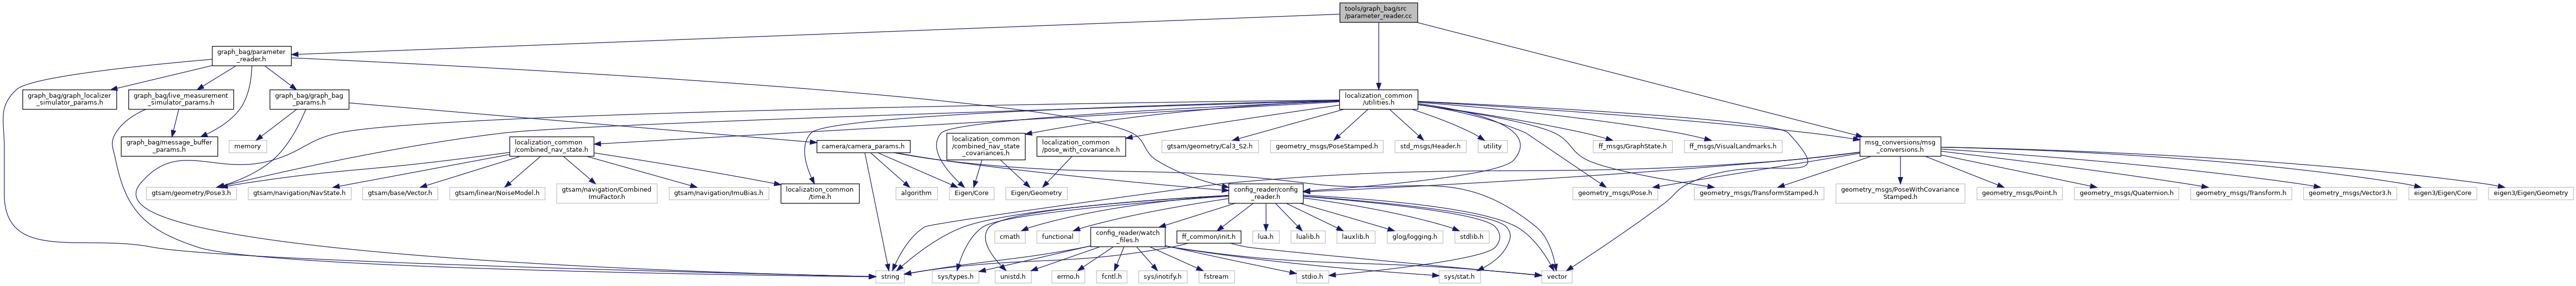 tools/graph_bag/src
/parameter_reader.cc
graph_bag/parameter
_reader.h
graph_bag/graph_localizer
_simulator_params.h
graph_bag/live_measurement
_simulator_params.h
graph_bag/graph_bag
_params.h
localization_common
/utilities.h
graph_bag/message_buffer
_params.h
memory
localization_common
/combined_nav_state.h
camera/camera_params.h
localization_common
/combined_nav_state
_covariances.h
localization_common
/pose_with_covariance.h
gtsam/geometry/Cal3_S2.h
geometry_msgs/PoseStamped.h
std_msgs/Header.h
utility
ff_msgs/GraphState.h
ff_msgs/VisualLandmarks.h
msg_conversions/msg
_conversions.h
gtsam/geometry/Pose3.h
gtsam/navigation/NavState.h
gtsam/base/Vector.h
gtsam/linear/NoiseModel.h
gtsam/navigation/Combined
ImuFactor.h
gtsam/navigation/ImuBias.h
localization_common
/time.h
algorithm
Eigen/Core
Eigen/Geometry
config_reader/config
_reader.h
geometry_msgs/Pose.h
geometry_msgs/TransformStamped.h
geometry_msgs/PoseWithCovariance
Stamped.h
geometry_msgs/Point.h
geometry_msgs/Quaternion.h
geometry_msgs/Transform.h
geometry_msgs/Vector3.h
eigen3/Eigen/Core
eigen3/Eigen/Geometry
cmath
functional
config_reader/watch
_files.h
ff_common/init.h
lua.h
lualib.h
lauxlib.h
glog/logging.h
stdlib.h
string
sys/types.h
unistd.h
errno.h
fcntl.h
sys/inotify.h
fstream
stdio.h
sys/stat.h
vector